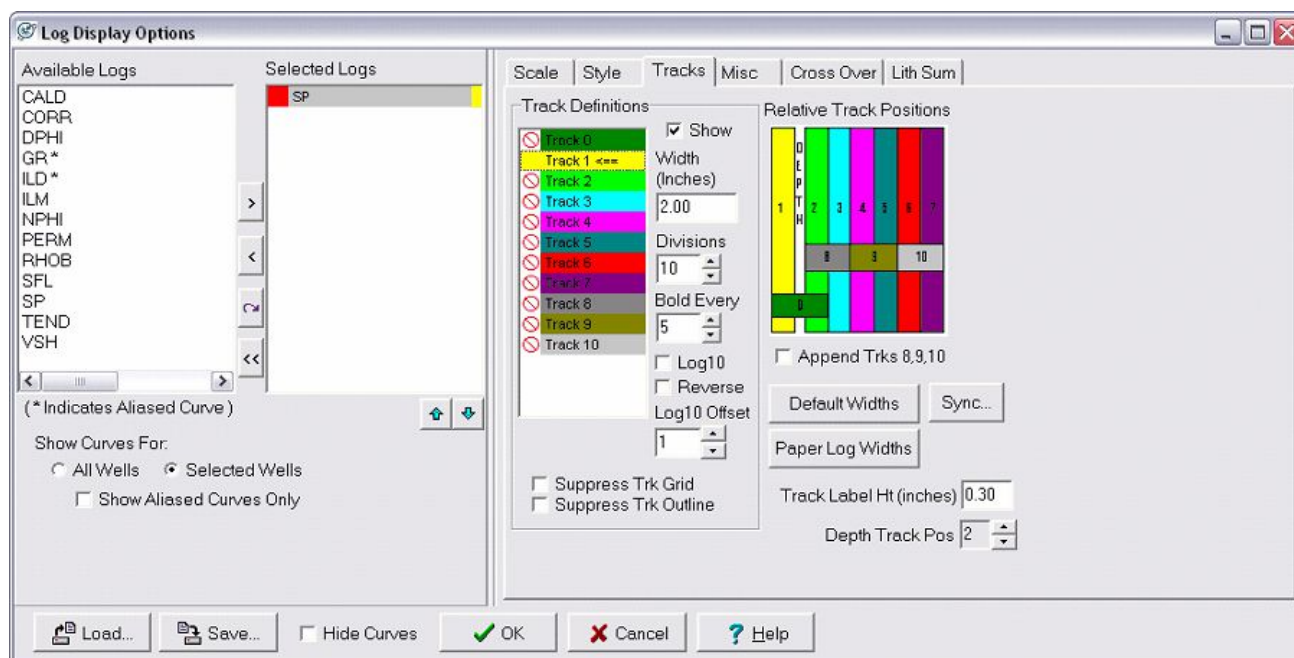 Log Display Options
Available Logs
CALD
CORR
DPHI
GR *
ILD *
ILM
NPHI
PERM
RHOB
SFL
SP
TEND
VSH
(* Indicates Aliased Curve )
Show Curves For:
All Wells
Selected Wells
Show Aliased Curves Only
>
<
<<
Selected Logs
SP
Scale
Style
Tracks
Misc
Cross Over
Lith Sum
Track Definitions
Track 0
Track 1 <==
Track 2
Track 3
Track 4
Track 5
Track 6
Track 7
Track 8
Track 9
Track 10
Show
Width
(Inches)
2.00
Divisions
10
Bold Every
5
Log10
Reverse
Log10 Offset
1
Suppress Trk Grid
Suppress Trk Outline
Relative Track Positions
1
DEPTH
2
3
4
5
6
7
8
9
10
0
Append Trks 8,9,10
Default Widths
Sync...
Paper Log Widths
Track Label Ht (inches) 0.30
Depth Track Pos 2
Load...
Save...
Hide Curves
OK
Cancel
Help